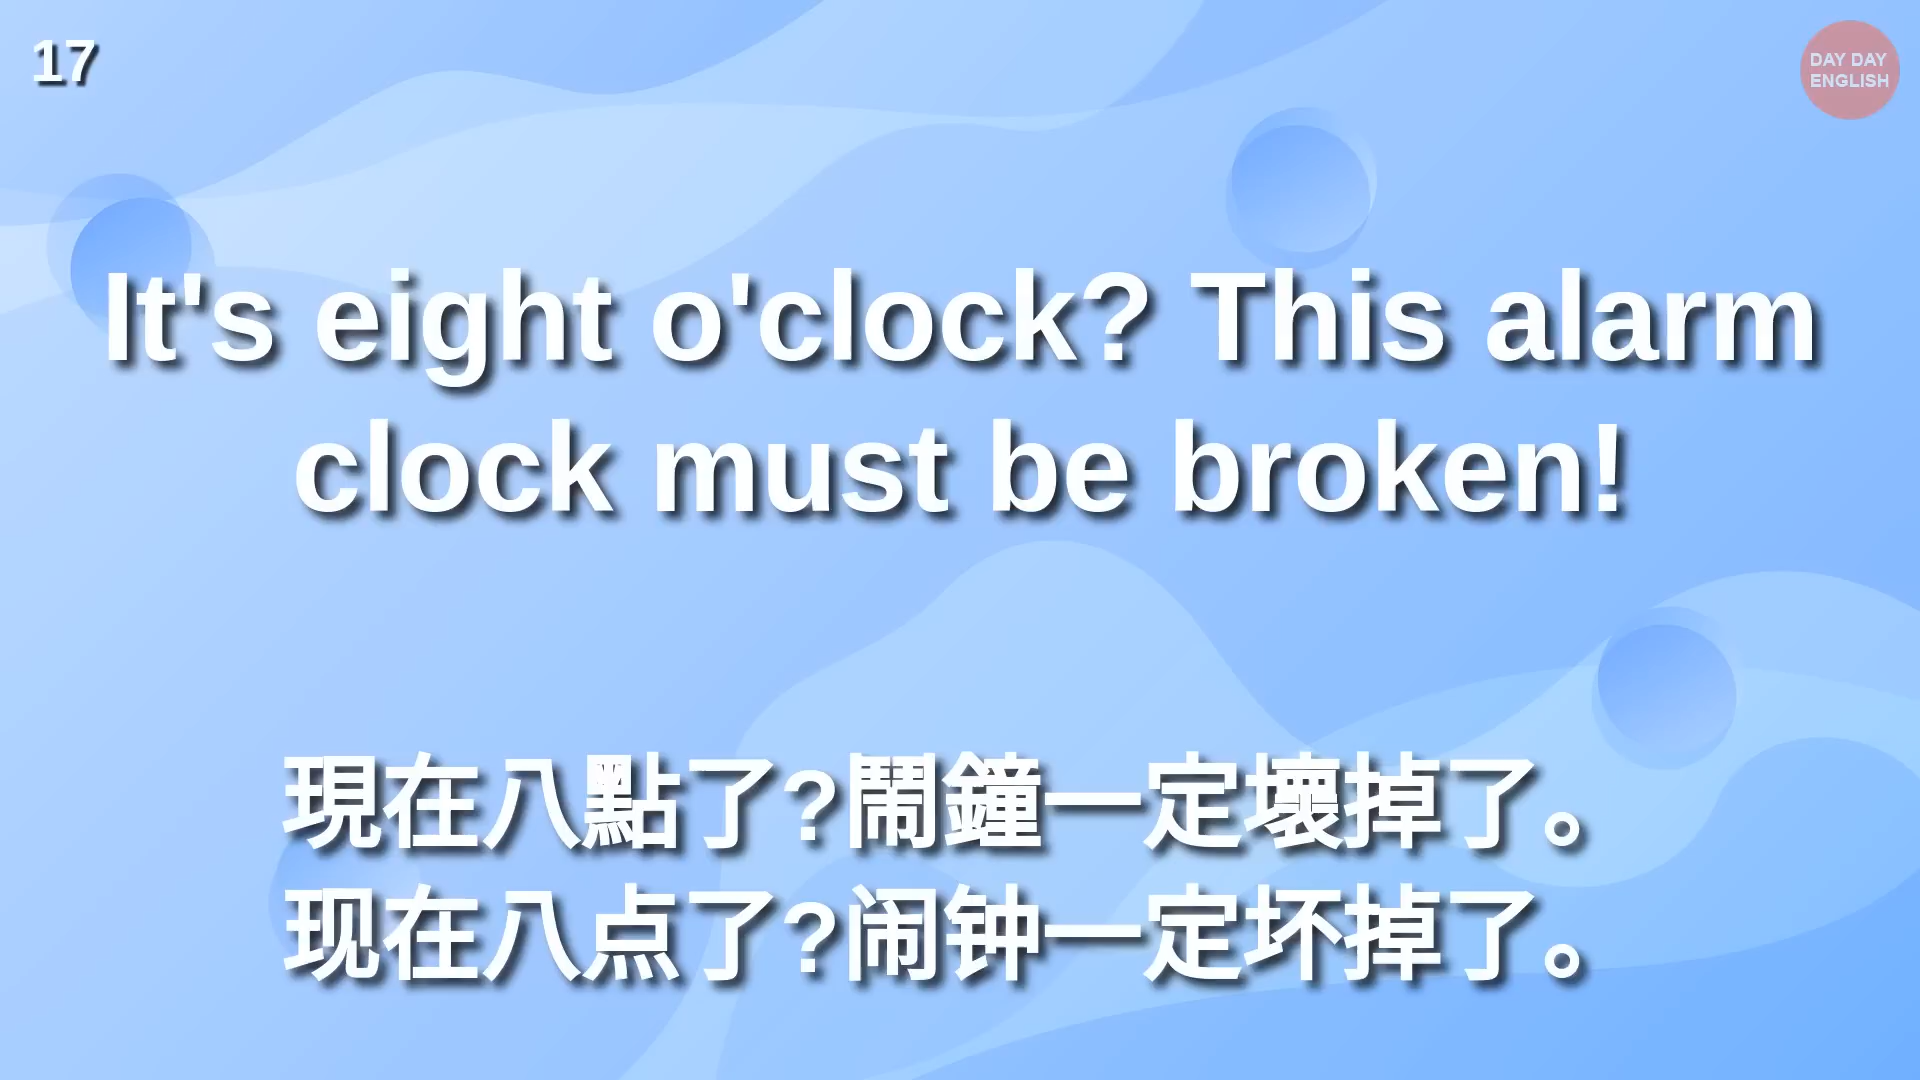 17
DAY DAY
ENGLISH
It's eight o'clock? This alarm
clock must be broken!
現在八點了?鬧鐘一定壞掉了。
现在八点了?闹钟一定坏掉了。